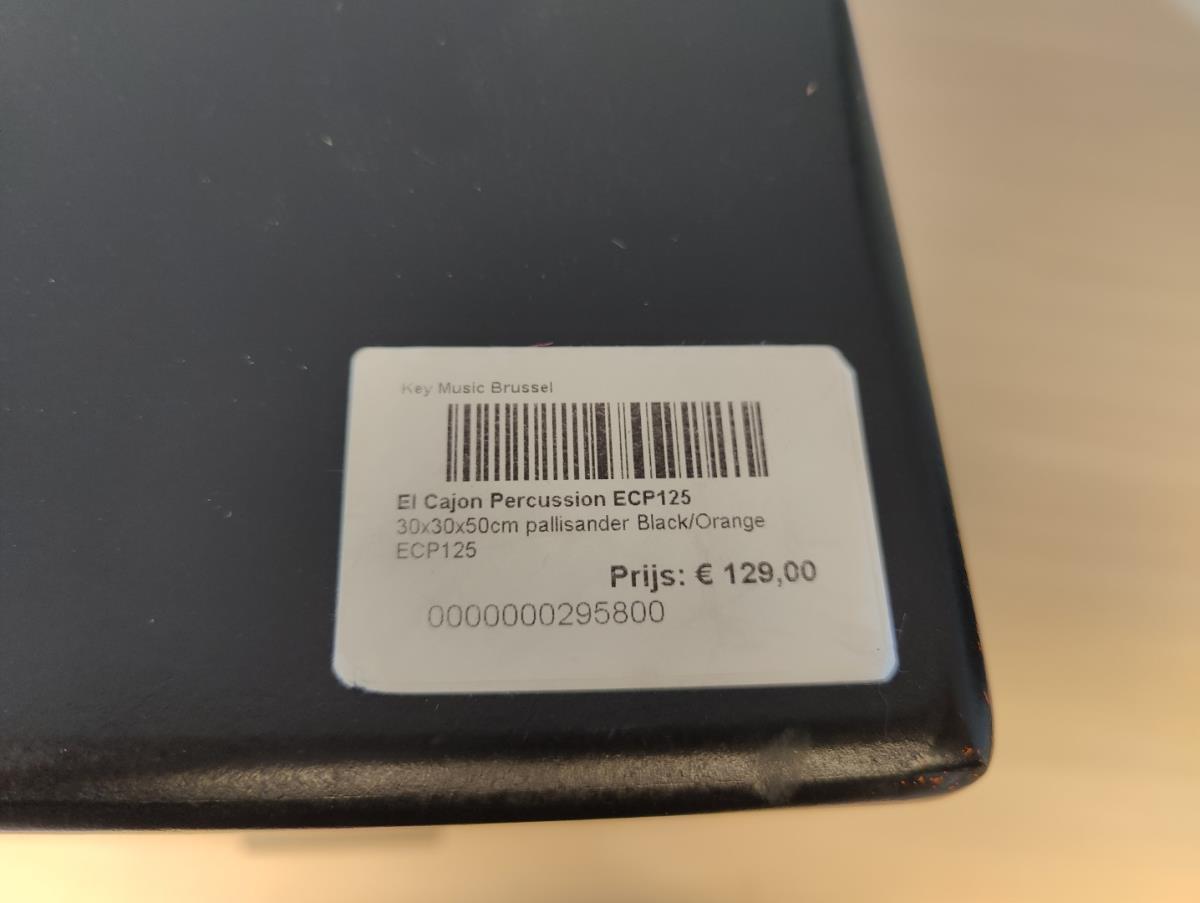 Key Music Brussel
El Cajon Percussion ECP125
30x30x50cm pallisander Black/Orange
ECP125
Prijs: € 129,00
0000000295800